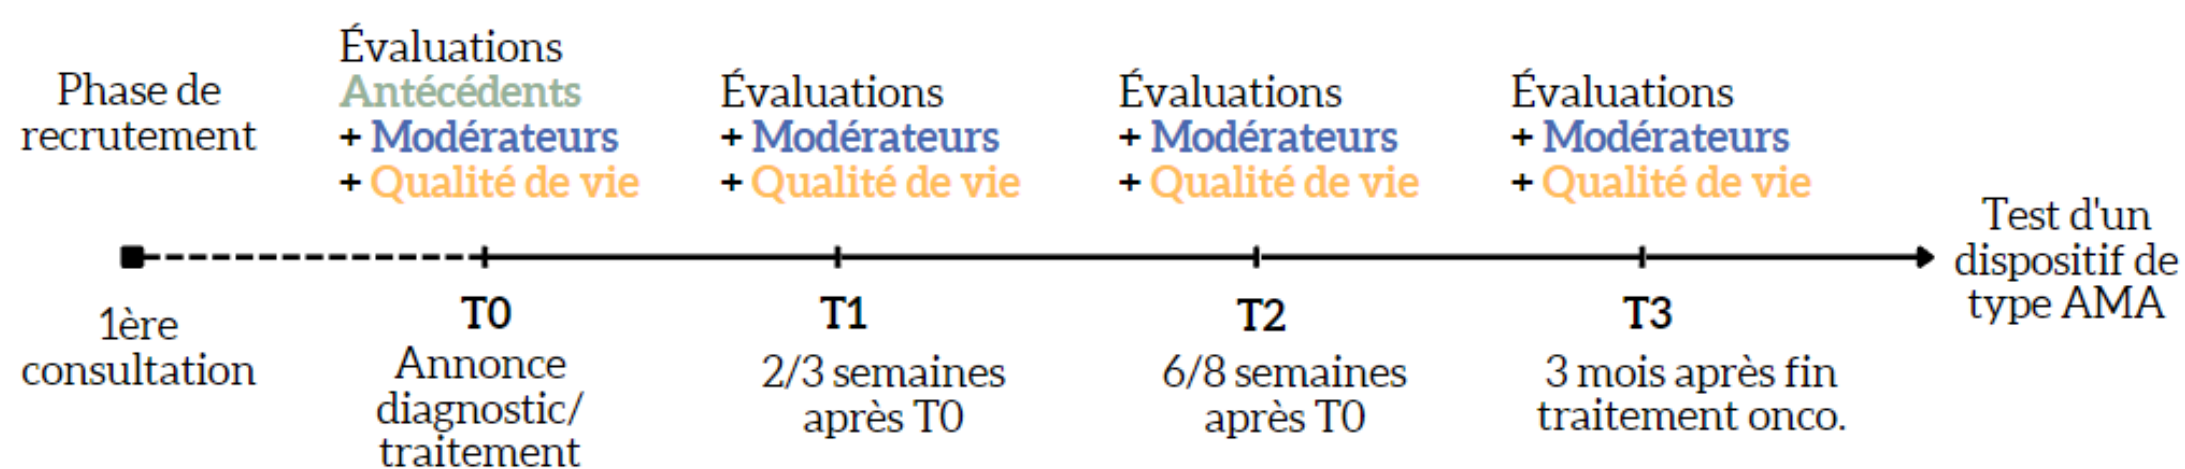 Phase de
recrutement
Évaluations
Antécédents
+ Modérateurs
+ Qualité de vie
Évaluations
+ Modérateurs
+ Qualité de vie
Évaluations
+ Modérateurs
+ Qualité de vie
Évaluations
+ Modérateurs
+ Qualité de vie
Test d'un
dispositif de
type AMA
1ère
consultation
T0
Annonce
diagnostic/
traitement
T1
2/3 semaines
après T0
T2
6/8 semaines
après T0
T3
3 mois après fin
traitement onco.